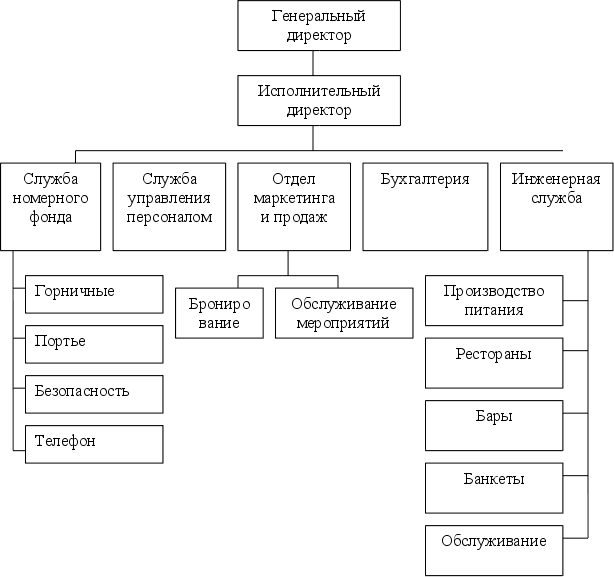 Генеральный
директор
Исполнительный
директор
Служба
номерного
фонда
Служба
управления
персоналом
Отдел
маркетинга
и продаж
Бухгалтерия
Инженерная
служба
Горничные
Портье
Безопасность
Телефон
Брониро
вание
Обслуживание
мероприятий
Производство
питания
Рестораны
Бары
Банкеты
Обслуживание